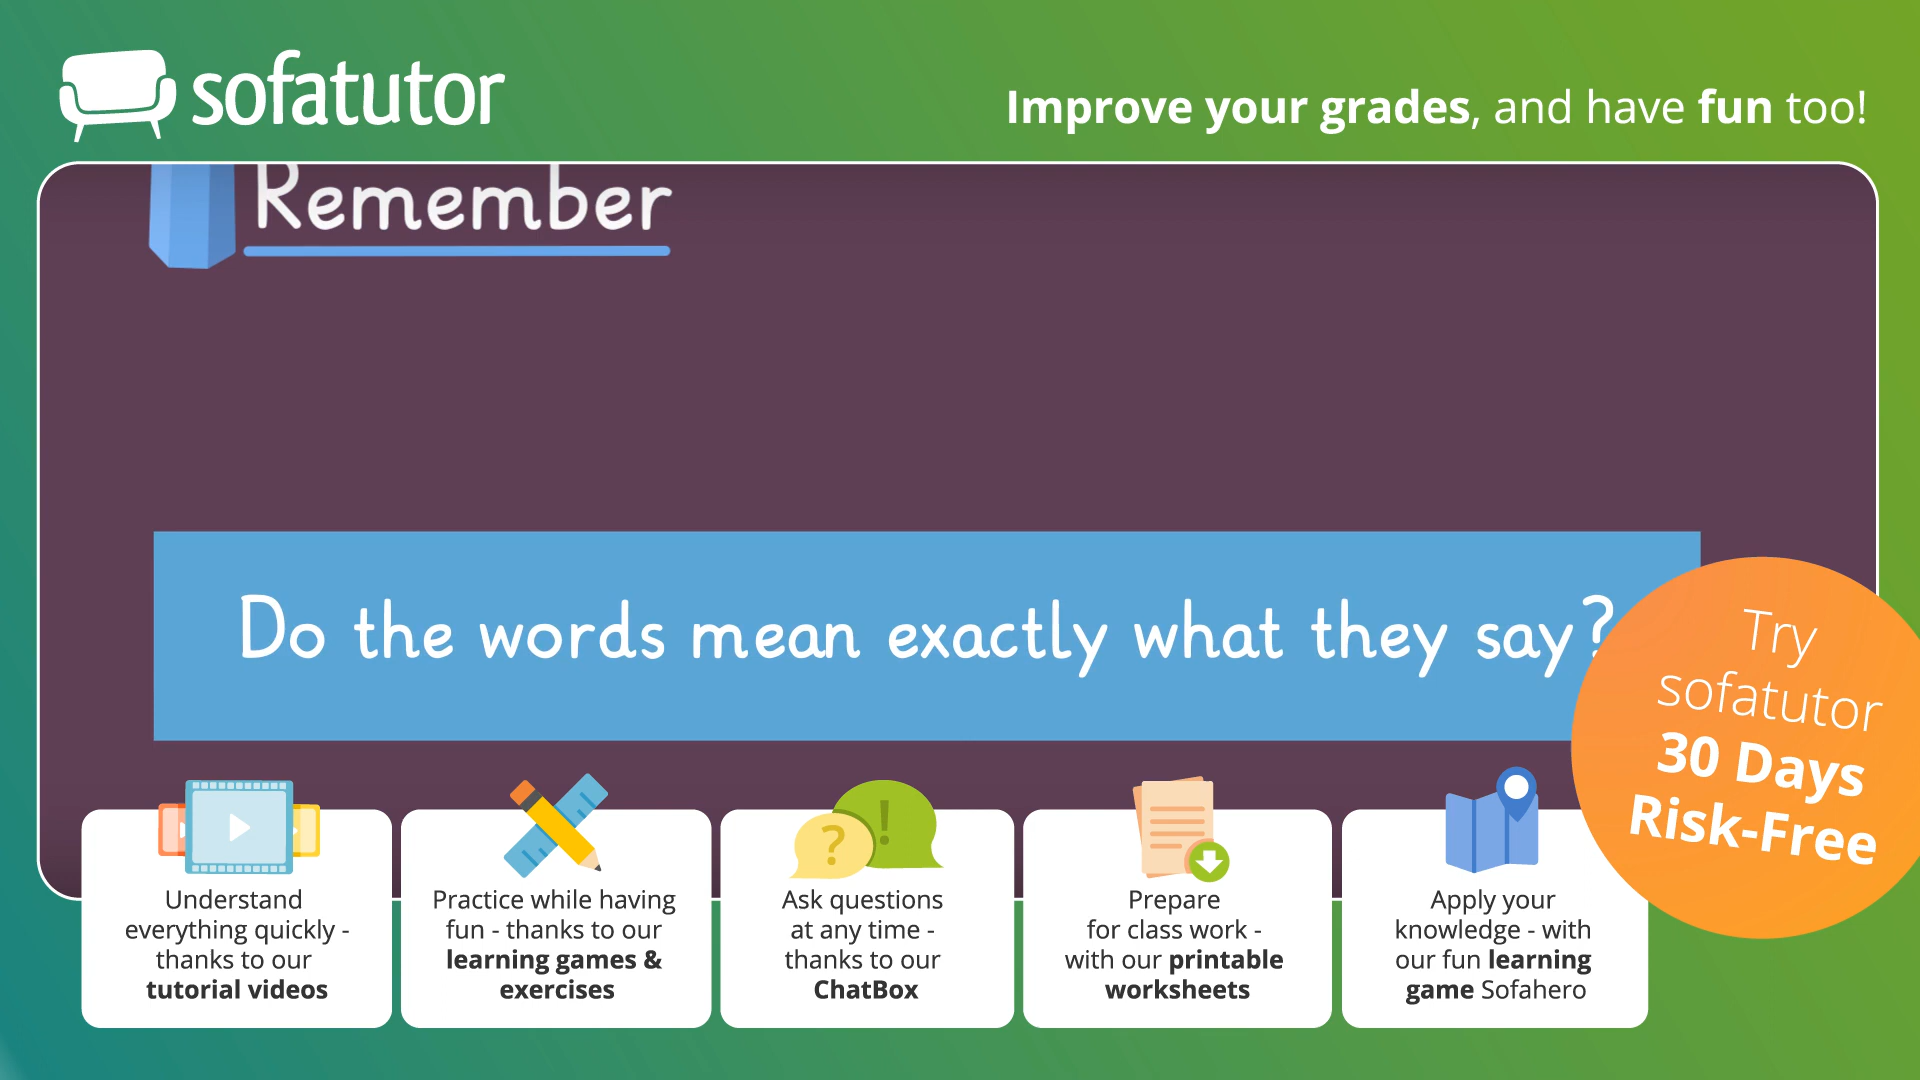 sofatutor
Improve your grades, and have fun too!
Remember
Do the words mean exactly what they say?
Try
sofatutor
30 Days
Risk-Free
Understand
everything quickly -
thanks to our
tutorial videos
Practice while having
fun - thanks to our
learning games &
exercises
Ask questions
at any time -
thanks to our
ChatBox
Prepare
for class work -
with our printable
worksheets
Apply your
knowledge - with
our fun learning
game Sofahero